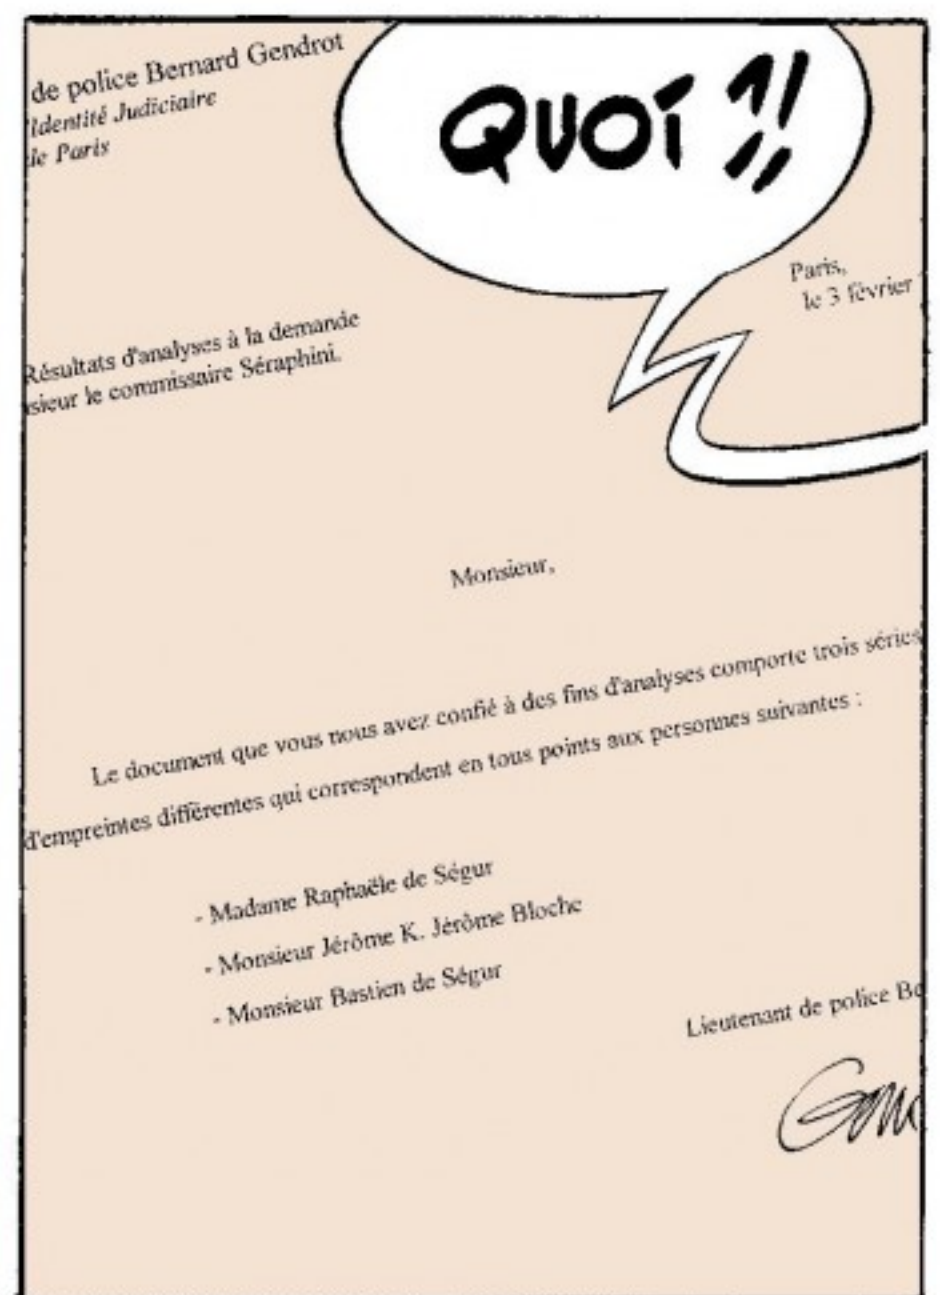 de police Bernard Gendrot
'Identité Judiciaire
de Paris
QUOI ?!!
Paris,
le 3 février
Résultats d'analyses à la demande
sieur le commissaire Séraphini.
Monsieur,
Le document que vous nous avez confié à des fins d'analyses comporte trois séries
d'empreintes différentes qui correspondent en tous points aux personnes suivantes :
- Madame Raphaële de Ségur
- Monsieur Jérôme K. Jérôme Bloche
- Monsieur Bastien de Ségur
Lieutenant de police Be